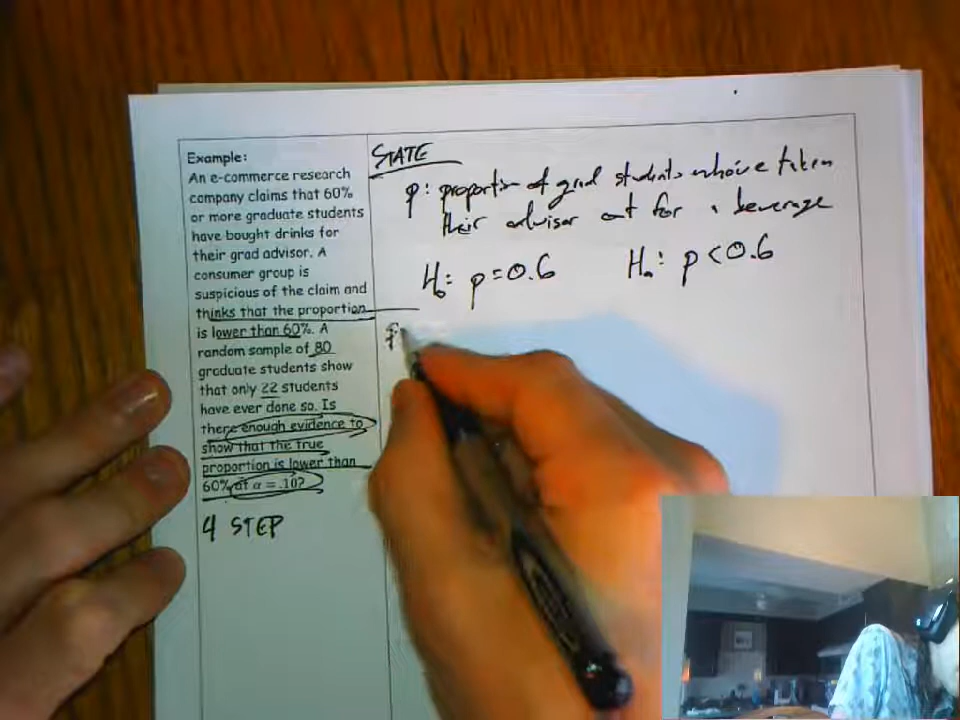 Example:
An e-commerce research
company claims that 60%
or more graduate students
have bought drinks for
their grad advisor. A
consumer group is
suspicious of the claim and
thinks that the proportion
is lower than 60%. A
random sample of 80
graduate students show
that only 22 students
have ever done so. Is
there enough evidence to
show that the true
proportion is lower than
60% at α = .10?
4 STEP
STATE
p: proportion of grad students who've taken
their advisor out for a beverage
H₀: p = 0.6
Hₐ: p < 0.6